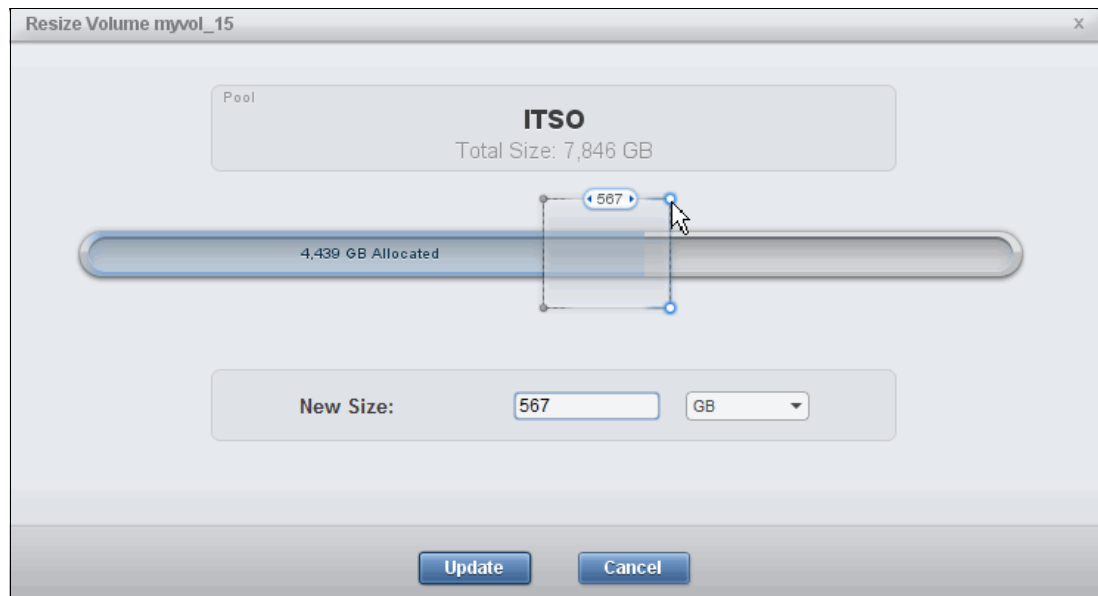 Resize Volume myvol_15 x
Pool
ITSO
Total Size: 7,846 GB
567
4,439 GB Allocated
New Size: 567 GB
Update Cancel